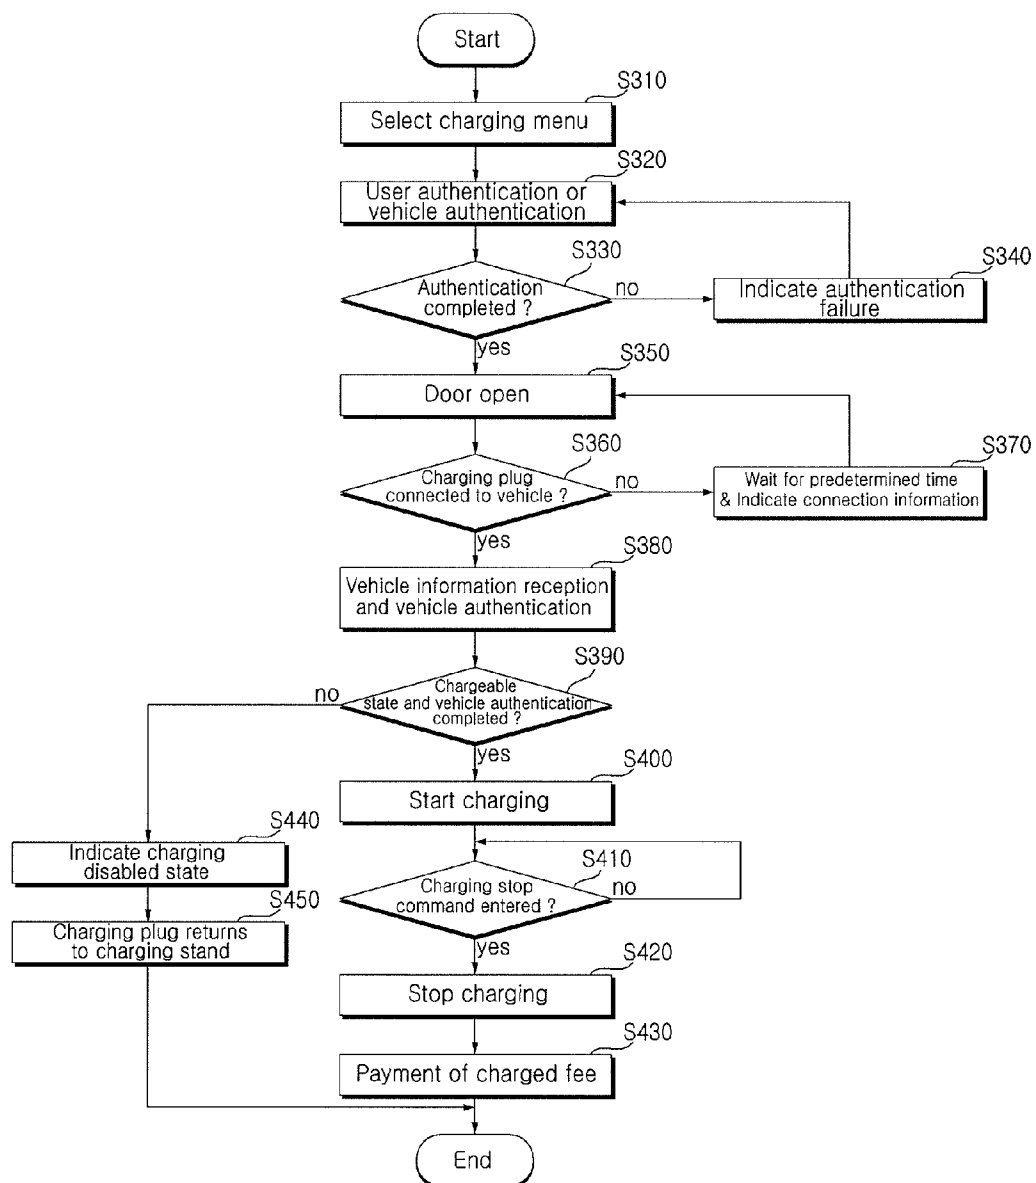 Start
S310
Select charging menu
S320
User authentication or
vehicle authentication
S330
Authentication
completed ?
no
S340
Indicate authentication
failure
yes
S350
Door open
S360
Charging plug
connected to vehicle ?
no
S370
Wait for predetermined time
& Indicate connection information
yes
S380
Vehicle information reception
and vehicle authentication
S390
Chargeable
state and vehicle authentication
completed ?
no
yes
S400
Start charging
S440
Indicate charging
disabled state
S410
Charging stop
command entered ?
no
S450
Charging plug returns
to charging stand
yes
S420
Stop charging
S430
Payment of charged fee
End